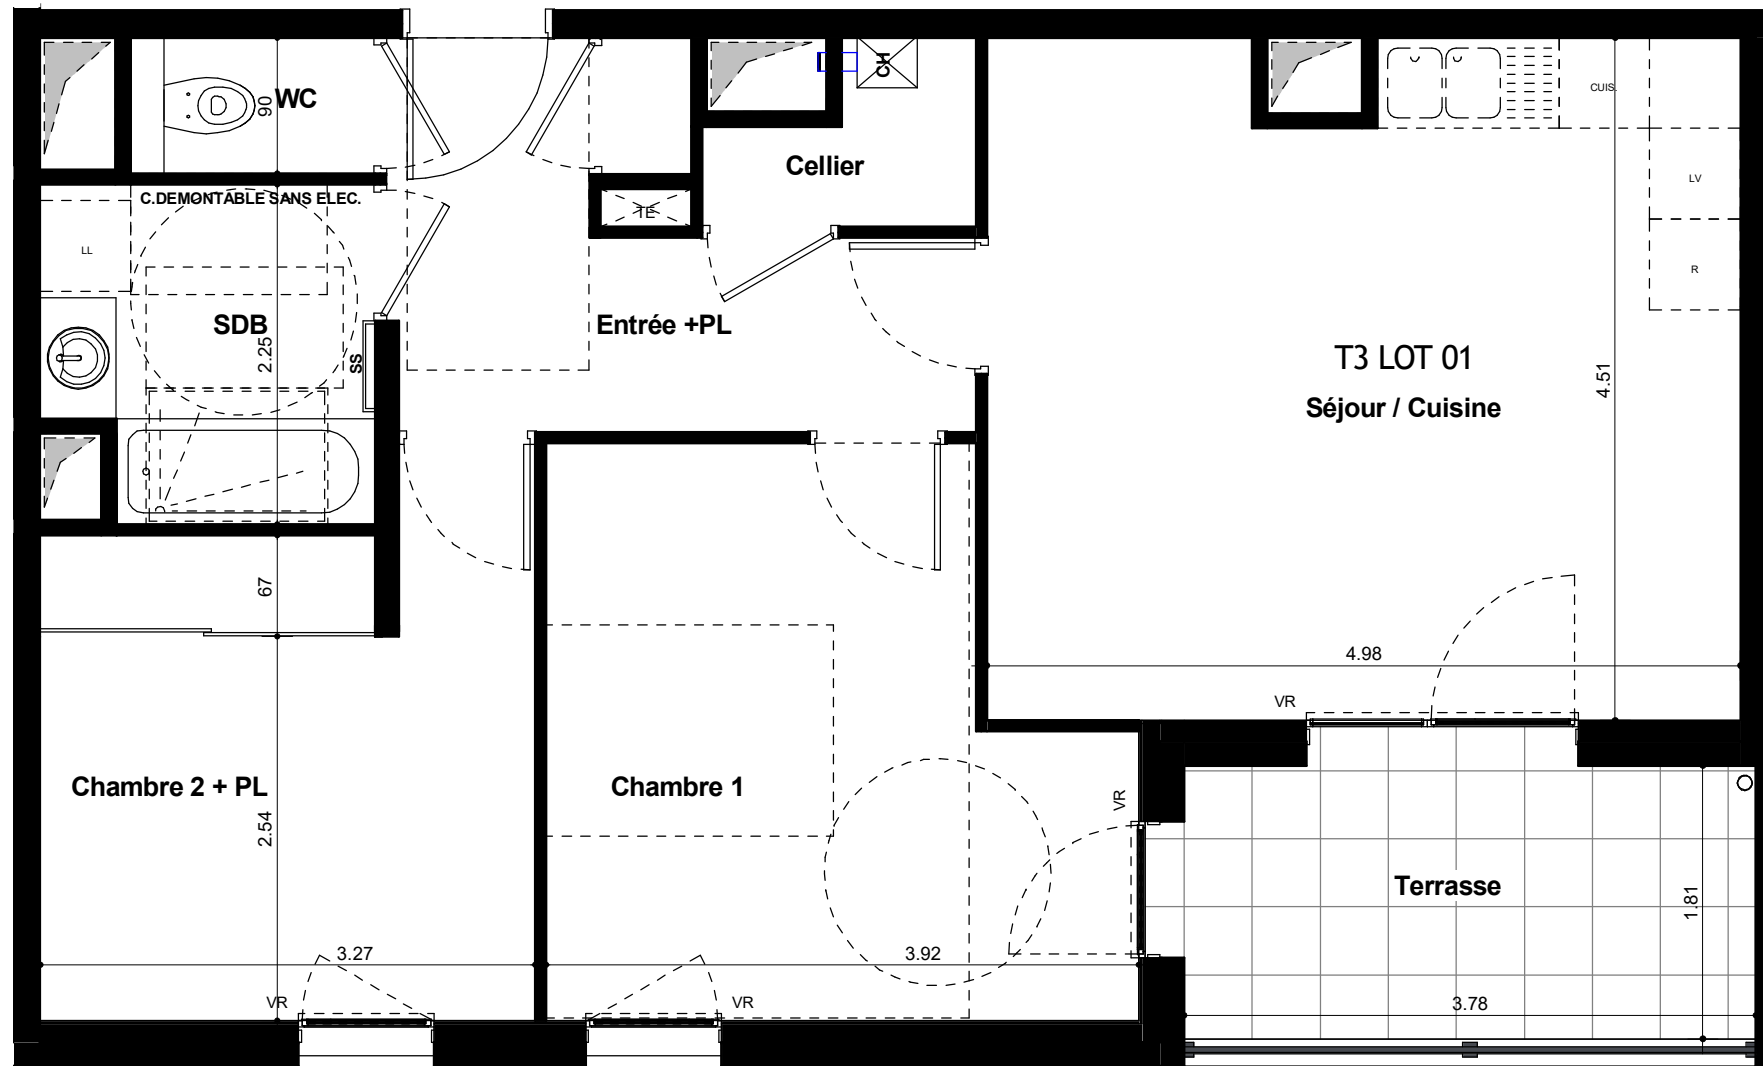 WC
90
CH
CUIS.
Cellier
LV
C.DEMONTABLE SANS ELEC.
TE
LL
R
SDB
2.25
SS
Entrée +PL
T3 LOT 01
Séjour / Cuisine
4.51
67
4.98
VR
Chambre 2 + PL
2.54
Chambre 1
VR
Terrasse
1.81
3.27
3.92
VR
VR
3.78